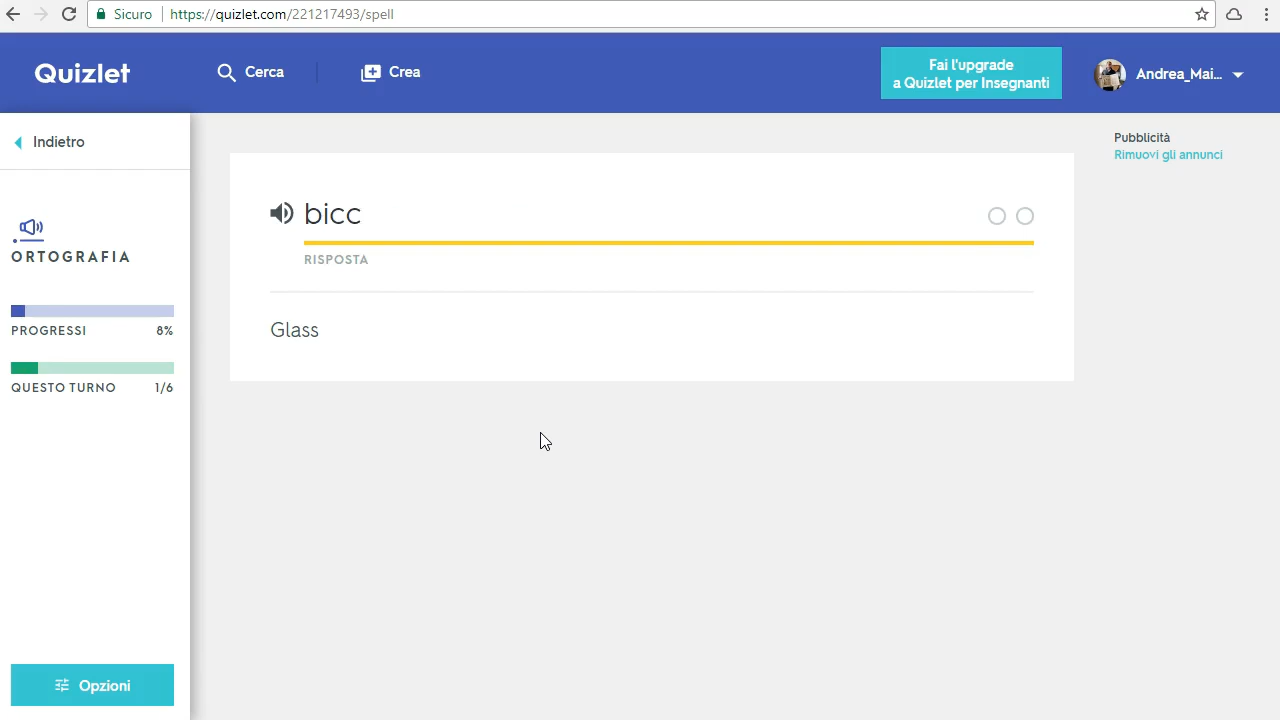 Sicuro https://quizlet.com/221217493/spell
Quizlet Cerca Crea
Fai l'upgrade
a Quizlet per Insegnanti
Andrea_Mai...
Indietro
ORTOGRAFIA
PROGRESSI 8%
QUESTO TURNO 1/6
Opzioni
bicc
RISPOSTA
Glass
Pubblicità
Rimuovi gli annunci